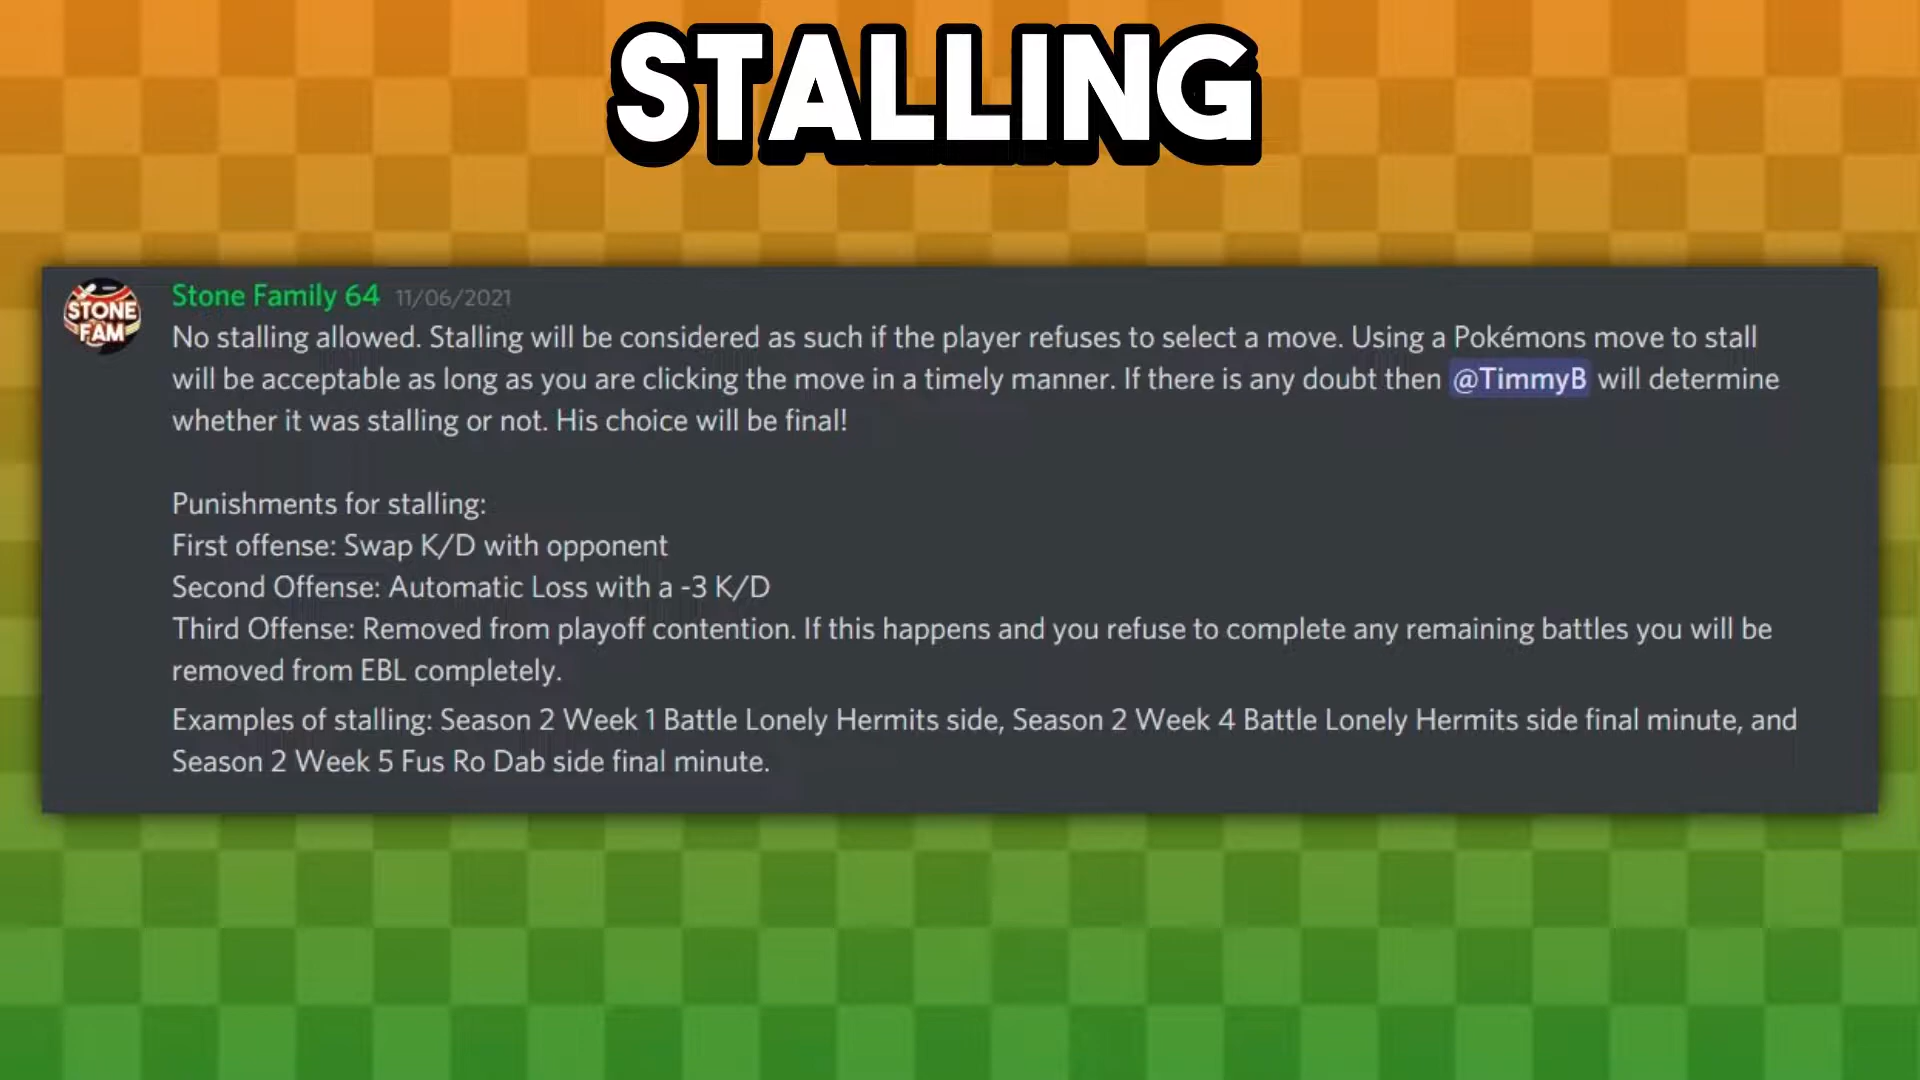 STALLING
STONE
FAM
Stone Family 64 11/06/2021
No stalling allowed. Stalling will be considered as such if the player refuses to select a move. Using a Pokémons move to stall
will be acceptable as long as you are clicking the move in a timely manner. If there is any doubt then @TimmyB will determine
whether it was stalling or not. His choice will be final!
Punishments for stalling:
First offense: Swap K/D with opponent
Second Offense: Automatic Loss with a -3 K/D
Third Offense: Removed from playoff contention. If this happens and you refuse to complete any remaining battles you will be
removed from EBL completely.
Examples of stalling: Season 2 Week 1 Battle Lonely Hermits side, Season 2 Week 4 Battle Lonely Hermits side final minute, and
Season 2 Week 5 Fus Ro Dab side final minute.